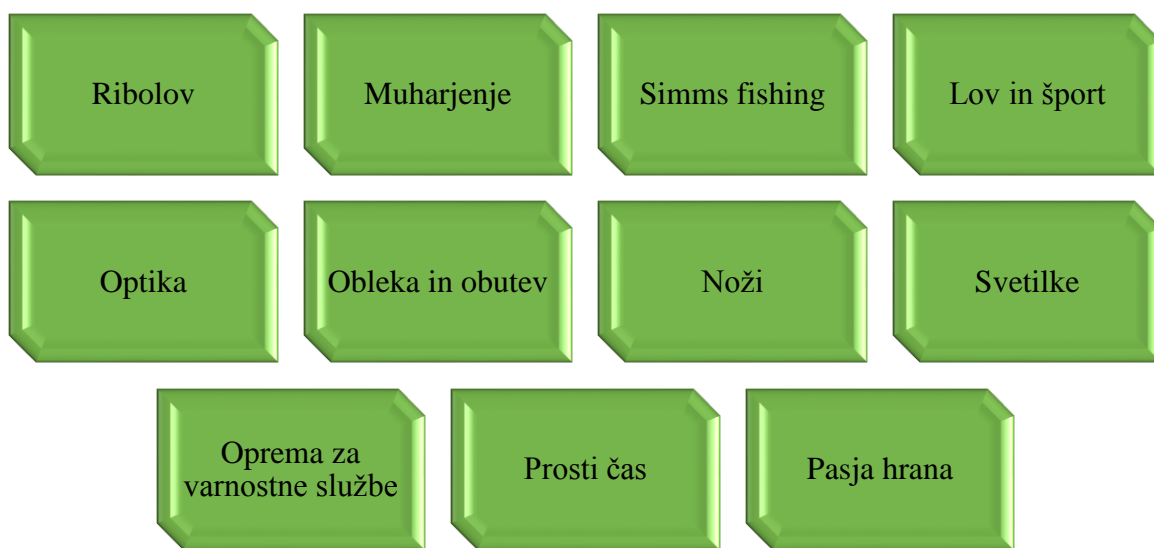 Ribolov
Muharjenje
Simms fishing
Lov in šport
Optika
Obleka in obutev
Noži
Svetilke
Oprema za
varnostne službe
Prosti čas
Pasja hrana